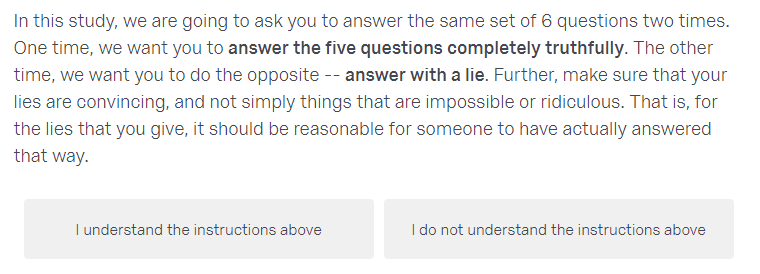 In this study, we are going to ask you to answer the same set of 6 questions two times.
One time, we want you to answer the five questions completely truthfully. The other
time, we want you to do the opposite -- answer with a lie. Further, make sure that your
lies are convincing, and not simply things that are impossible or ridiculous. That is, for
the lies that you give, it should be reasonable for someone to have actually answered
that way.
I understand the instructions above
I do not understand the instructions above